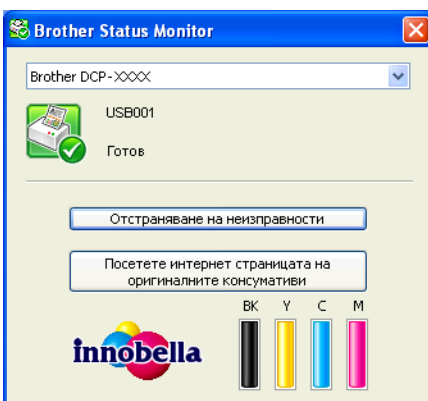 Brother Status Monitor
Brother DCP-XXXX
USB001
Готов
Отстраняване на неизправности
Посетете интернет страницата на
оригиналните консумативи
BK Y C M
innobella